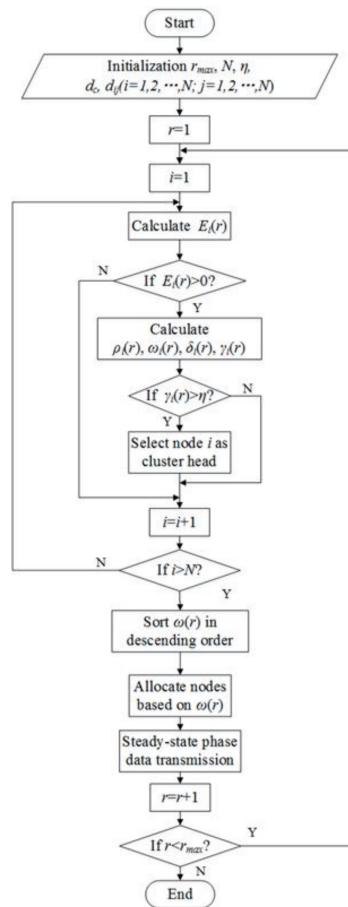 Start
Initialization r_max, N, η,
d_c, d_ij(i=1,2, ⋯,N; j=1,2, ⋯,N)
r=1
i=1
Calculate E_i(r)
N
If E_i(r)>0?
Y
Calculate
ρ_i(r), ω_i(r), δ_i(r), γ_i(r)
If γ_i(r)>η?
N
Y
Select node i as
cluster head
i=i+1
N
If i>N?
Y
Sort ω(r) in
descending order
Allocate nodes
based on ω(r)
Steady-state phase
data transmission
r=r+1
If r<r_max?
Y
N
End